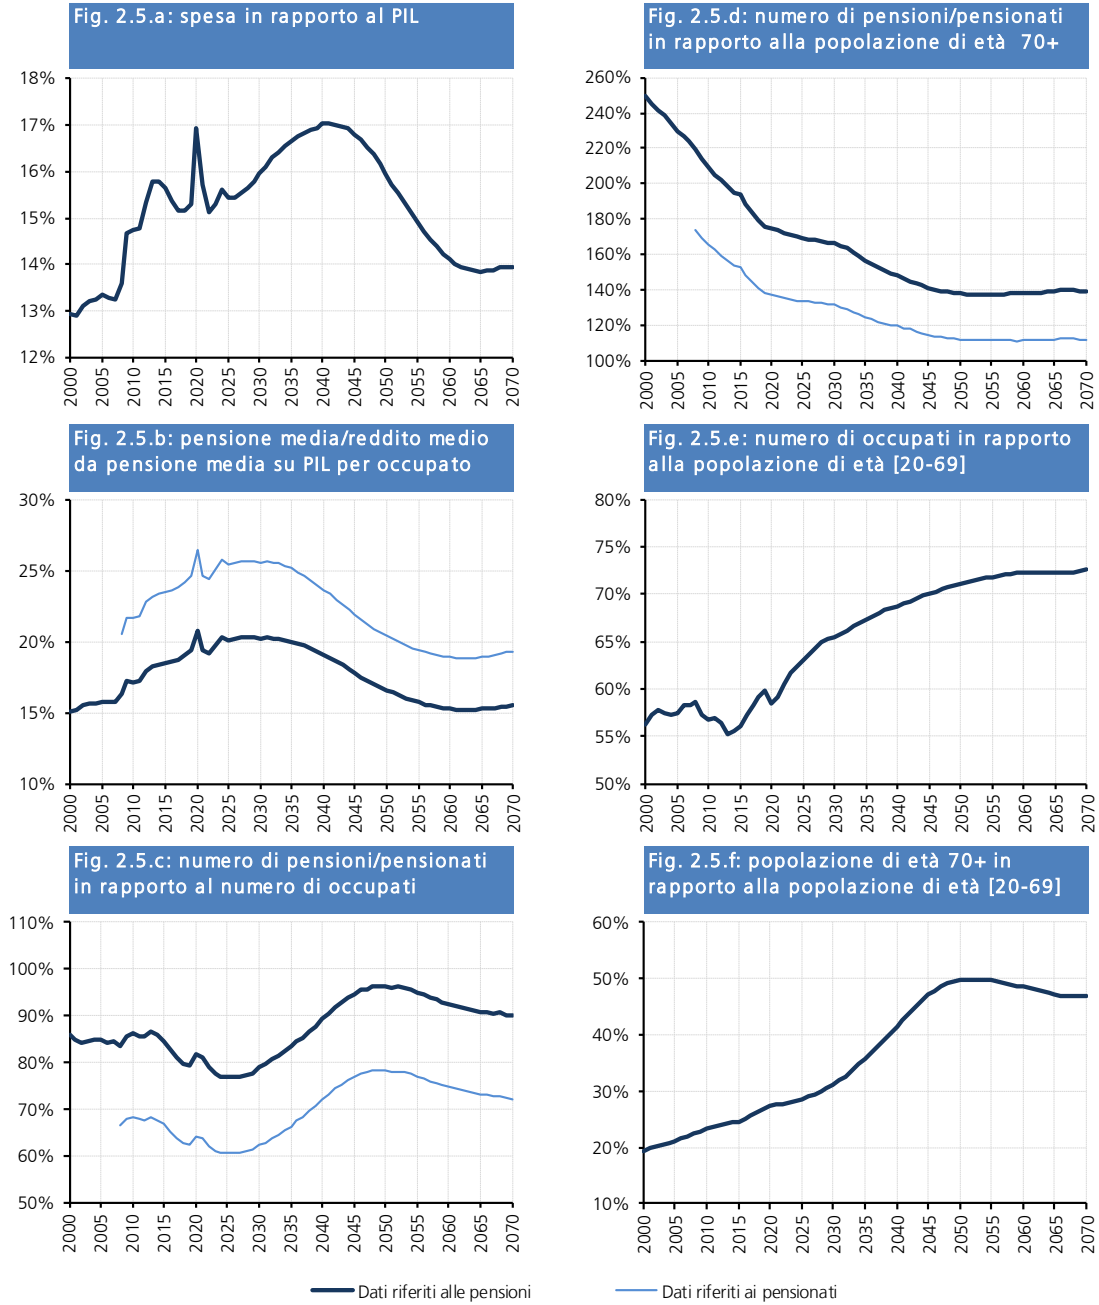 Fig. 2.5.a: spesa in rapporto al PIL
18%
17%
16%
15%
14%
13%
12%
2000 2005 2010 2015 2020 2025 2030 2035 2040 2045 2050 2055 2060 2065 2070
Fig. 2.5.d: numero di pensioni/pensionati
in rapporto alla popolazione di età 70+
260%
240%
220%
200%
180%
160%
140%
120%
100%
2000 2005 2010 2015 2020 2025 2030 2035 2040 2045 2050 2055 2060 2065 2070
Fig. 2.5.b: pensione media/reddito medio
da pensione media su PIL per occupato
30%
25%
20%
15%
10%
2000 2005 2010 2015 2020 2025 2030 2035 2040 2045 2050 2055 2060 2065 2070
Fig. 2.5.e: numero di occupati in rapporto
alla popolazione di età [20-69]
80%
75%
70%
65%
60%
55%
50%
2000 2005 2010 2015 2020 2025 2030 2035 2040 2045 2050 2055 2060 2065 2070
Fig. 2.5.c: numero di pensioni/pensionati
in rapporto al numero di occupati
110%
100%
90%
80%
70%
60%
50%
2000 2005 2010 2015 2020 2025 2030 2035 2040 2045 2050 2055 2060 2065 2070
Fig. 2.5.f: popolazione di età 70+ in
rapporto alla popolazione di età [20-69]
60%
50%
40%
30%
20%
10%
2000 2005 2010 2015 2020 2025 2030 2035 2040 2045 2050 2055 2060 2065 2070
Dati riferiti alle pensioni
Dati riferiti ai pensionati